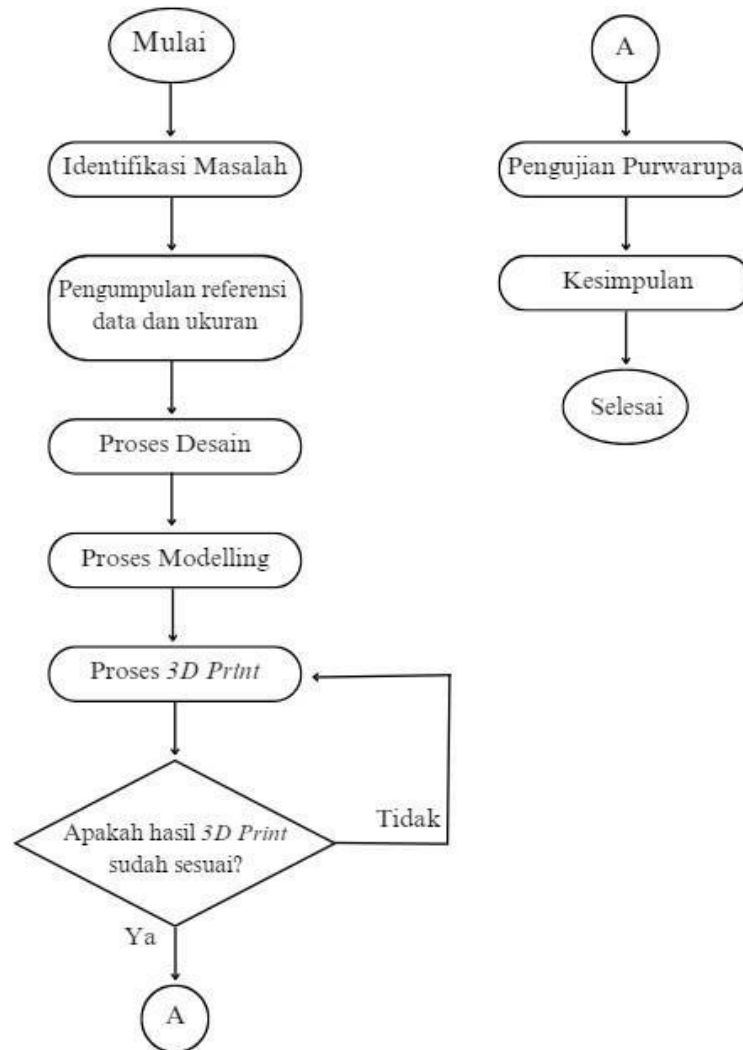 Mulai
Identifikasi Masalah
Pengumpulan referensi
data dan ukuran
Proses Desain
Proses Modelling
Proses 3D Print
Apakah hasil 3D Print
sudah sesuai?
Tidak
Ya
A
A
Pengujian Purwarupa
Kesimpulan
Selesai